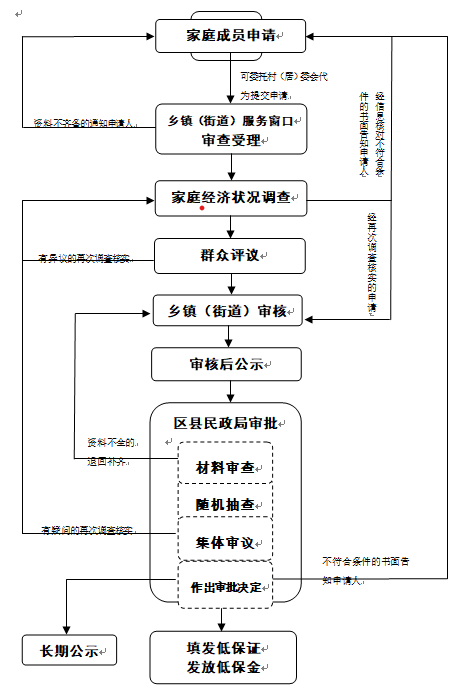 家庭成员申请
可委托村（居）委会代
为提交申请
资料不齐备的通知申请人
乡镇（街道）服务窗口
审查受理
经信息核对不符合条
件的书面告知申请人
家庭经济状况调查
经再次调查核实的申请
有异议的再次调查核实
群众评议
乡镇（街道）审核
审核后公示
区县民政局审批
资料不全的
退回补齐
材料审查
随机抽查
有疑问的再次调查核实
集体审议
不符合条件的书面告
知申请人
作出审批决定
长期公示
填发低保证
发放低保金